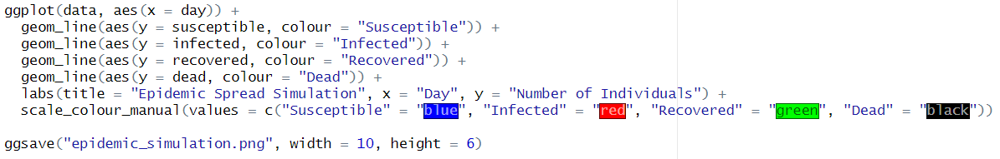 ggplot(data, aes(x = day)) +
  geom_line(aes(y = susceptible, colour = "Susceptible")) +
  geom_line(aes(y = infected, colour = "Infected")) +
  geom_line(aes(y = recovered, colour = "Recovered")) +
  geom_line(aes(y = dead, colour = "Dead")) +
  labs(title = "Epidemic Spread Simulation", x = "Day", y = "Number of Individuals") +
  scale_colour_manual(values = c("Susceptible" = "blue", "Infected" = "red", "Recovered" = "green", "Dead" = "black"))

ggsave("epidemic_simulation.png", width = 10, height = 6)